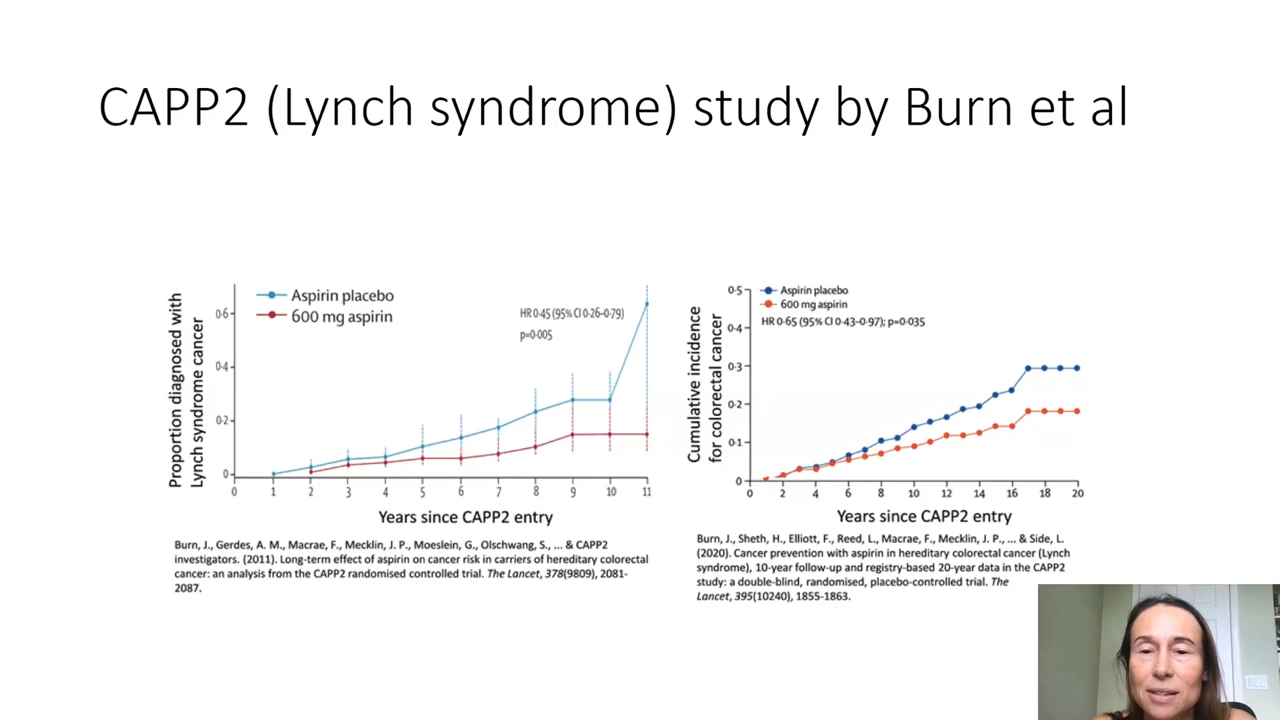 CAPP2 (Lynch syndrome) study by Burn et al
Proportion diagnosed with
Lynch syndrome cancer
Aspirin placebo
600 mg aspirin
HR 0·45 (95% CI 0·26–0·79)
p=0·005
0·6
0·4
0·2
0
0 1 2 3 4 5 6 7 8 9 10 11
Years since CAPP2 entry
Burn, J., Gerdes, A. M., Macrae, F., Mecklin, J. P., Moeslein, G., Olschwang, S., ... & CAPP2
investigators. (2011). Long-term effect of aspirin on cancer risk in carriers of hereditary colorectal
cancer: an analysis from the CAPP2 randomised controlled trial. The Lancet, 378(9809), 2081-
2087.
Cumulative incidence
for colorectal cancer
Aspirin placebo
600 mg aspirin
HR 0·65 (95% CI 0·43–0·97); p=0·035
0·5
0·4
0·3
0·2
0·1
0
0 2 4 6 8 10 12 14 16 18 20
Years since CAPP2 entry
Burn, J., Sheth, H., Elliott, F., Reed, L., Macrae, F., Mecklin, J. P., ... & Side, L.
(2020). Cancer prevention with aspirin in hereditary colorectal cancer (Lynch
syndrome), 10-year follow-up and registry-based 20-year data in the CAPP2
study: a double-blind, randomised, placebo-controlled trial. The
Lancet, 395(10240), 1855-1863.